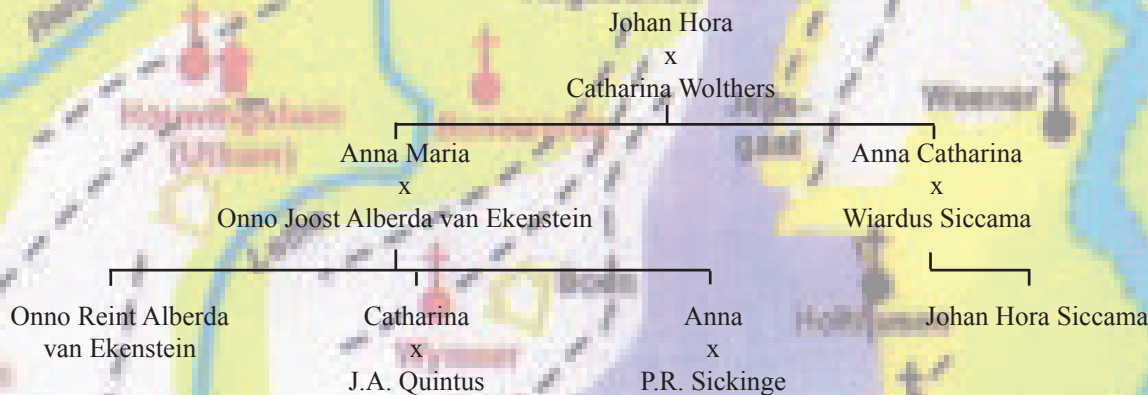 Johan Hora
x
Catharina Wolthers
Weener
Anna Maria
Anna Catharina
x
x
Onno Joost Alberda van Ekenstein
Wiardus Siccama
Onno Reint Alberda
van Ekenstein
Catharina
x
J.A. Quintus
Anna
x
P.R. Sickinge
Johan Hora Siccama